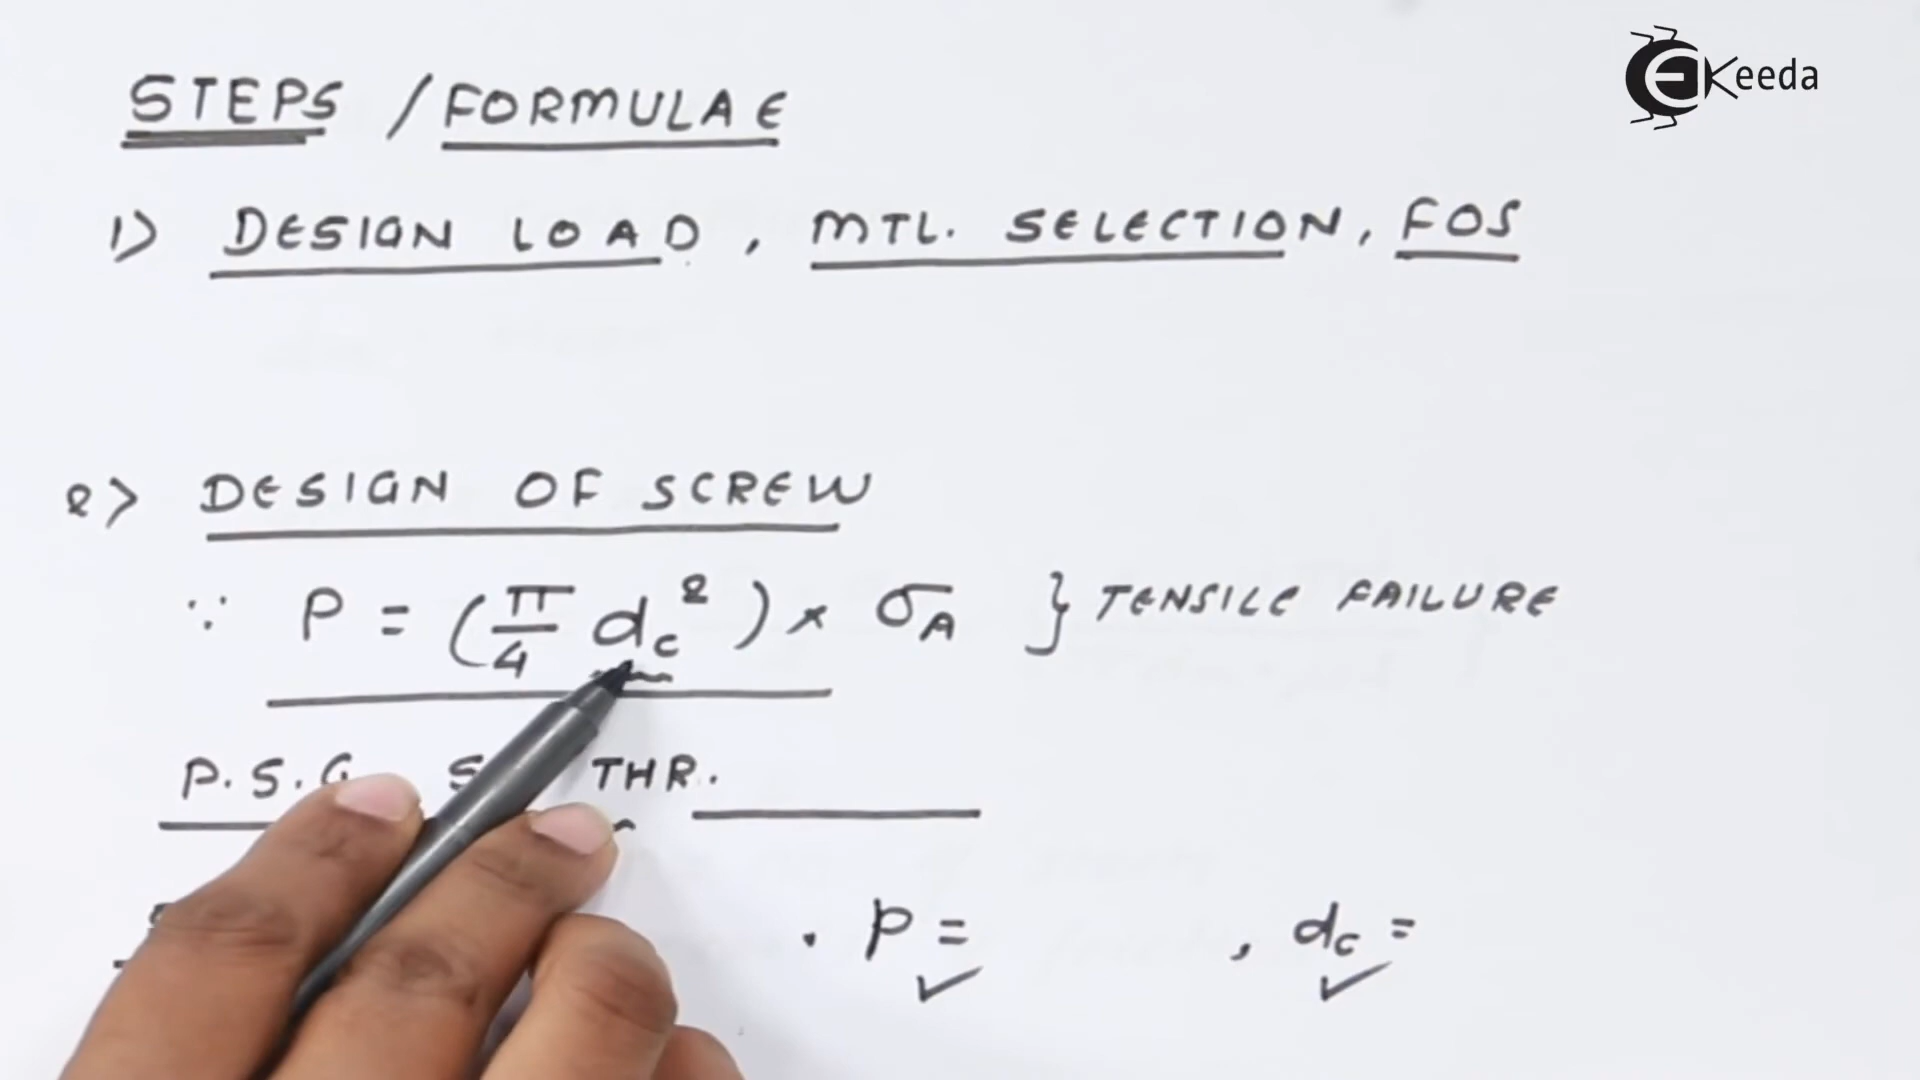 Keeda
STEPS / FORMULAE
1) DESIGN LOAD, MTL. SELECTION, FOS
2) DESIGN OF SCREW
∵ P = (π/4 dc²) × σA } TENSILE FAILURE
P.S.G. THR.
. p = , dc =